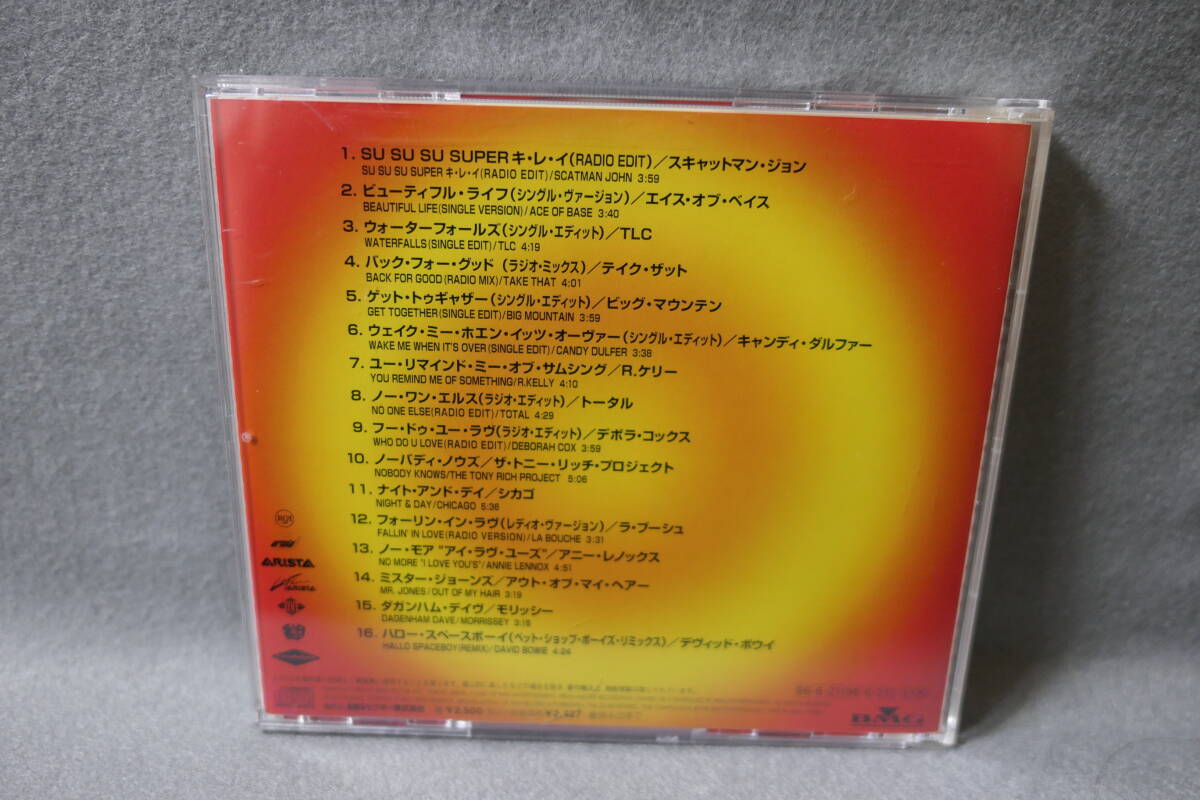 1. SU SU SU SUPER キ・レ・イ(RADIO EDIT)／スキャットマン・ジョン
SU SU SU SUPER キ・レ・イ(RADIO EDIT)/SCATMAN JOHN 3:59
2. ビューティフル・ライフ(シングル・ヴァージョン)／エイス・オブ・ベイス
BEAUTIFUL LIFE(SINGLE VERSION)/ACE OF BASE 3:40
3. ウォーターフォールズ(シングル・エディット)／TLC
WATERFALLS(SINGLE EDIT)/TLC 4:19
4. バック・フォー・グッド (ラジオ・ミックス)／テイク・ザット
BACK FOR GOOD(RADIO MIX)/TAKE THAT 4:01
5. ゲット・トゥギャザー(シングル・エディット)／ビッグ・マウンテン
GET TOGETHER(SINGLE EDIT)/BIG MOUNTAIN 3:59
6. ウェイク・ミー・ホエン・イッツ・オーヴァー(シングル・エディット)／キャンディ・ダルファー
WAKE ME WHEN IT'S OVER(SINGLE EDIT)/CANDY DULFER 3:38
7. ユー・リマインド・ミー・オブ・サムシング／R.ケリー
YOU REMIND ME OF SOMETHING/R.KELLY 4:10
8. ノー・ワン・エルス(ラジオ・エディット)／トータル
NO ONE ELSE(RADIO EDIT)/TOTAL 4:29
9. フー・ドゥ・ユー・ラヴ(ラジオ・エディット)／デボラ・コックス
WHO DO U LOVE(RADIO EDIT)/DEBORAH COX 3:59
10. ノーバディ・ノウズ／ザ・トニー・リッチ・プロジェクト
NOBODY KNOWS/THE TONY RICH PROJECT 5:06
11. ナイト・アンド・デイ／シカゴ
NIGHT & DAY/CHICAGO 5:36
12. フォーリン・イン・ラヴ(レディオ・ヴァージョン)／ラ・ブーシュ
FALLIN' IN LOVE(RADIO VERSION)/LA BOUCHE 3:31
13. ノー・モア "アイ・ラヴ・ユーズ"／アニー・レノックス
NO MORE "I LOVE YOU'S"/ANNIE LENNOX 4:51
14. ミスター・ジョーンズ／アウト・オブ・マイ・ヘアー
MR. JONES/OUT OF MY HAIR 3:19
15. ダガンハム・デイヴ／モリッシー
DAGENHAM DAVE/MORRISSEY 3:15
16. ハロー・スペースボーイ(ペット・ショップ・ボーイズ・リミックス)／デヴィッド・ボウイ
HALLO SPACEBOY(REMIX)/DAVID BOWIE 4:24
RCA
ARISTA
ARISTA
¥2,500
¥2,427
BMG